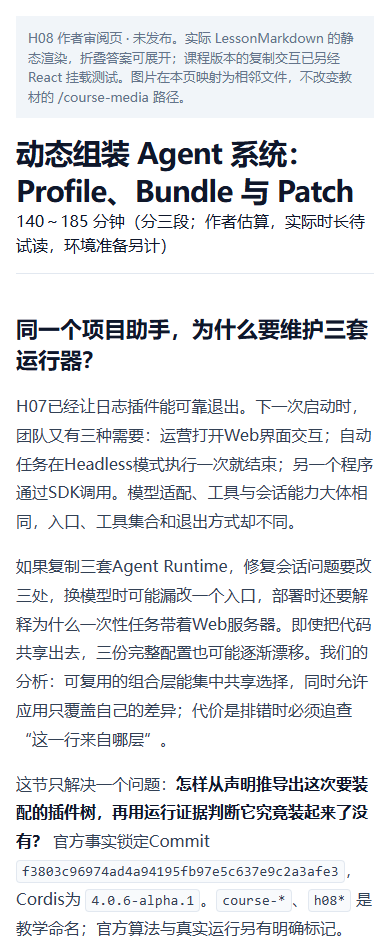 H08 作者审阅页 · 未发布。实际 LessonMarkdown 的静
态渲染，折叠答案可展开；课程版本的复制交互已另经
React 挂载测试。图片在本页映射为相邻文件，不改变教
材的 /course-media 路径。
动态组装 Agent 系统：
Profile、Bundle 与 Patch
140～185 分钟（分三段；作者估算，实际时长待
试读，环境准备另计）
同一个项目助手，为什么要维护三套
运行器？
H07已经让日志插件能可靠退出。下一次启动时，
团队又有三种需要：运营打开Web界面交互；自动
任务在Headless模式执行一次就结束；另一个程序
通过SDK调用。模型适配、工具与会话能力大体相
同，入口、工具集合和退出方式却不同。
如果复制三套Agent Runtime，修复会话问题要改
三处，换模型时可能漏改一个入口，部署时还要解
释为什么一次性任务带着Web服务器。即使把代码
共享出去，三份完整配置也可能逐渐漂移。我们的
分析：可复用的组合层能集中共享选择，同时允许
应用只覆盖自己的差异；代价是排错时必须追查
“这一行来自哪层”。
这节只解决一个问题：怎样从声明推导出这次要装
配的插件树，再用运行证据判断它究竟装起来了没
有？ 官方事实锁定Commit
f3803c96974ad4a94195fb97e5c637e9c2a3afe3，
Cordis为 4.0.6-alpha.1。course-*、h08* 是
教学命名；官方算法与真实运行另有明确标记。